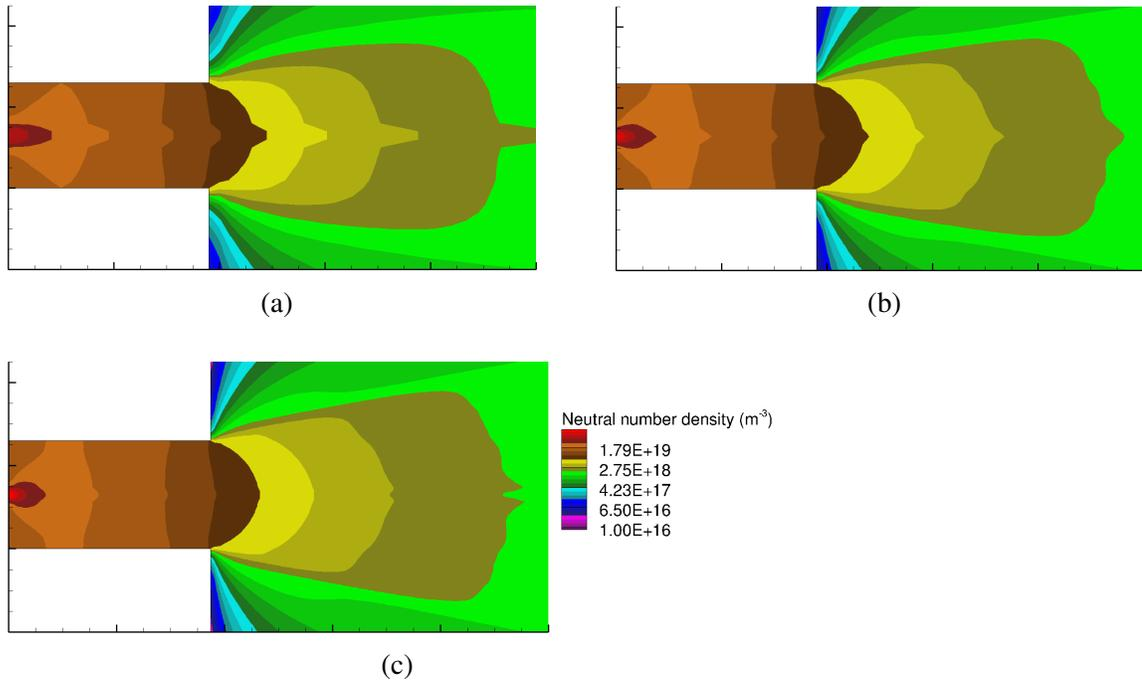 (a)
(b)
Neutral number density (m⁻³)
1.79E+19
2.75E+18
4.23E+17
6.50E+16
1.00E+16
(c)